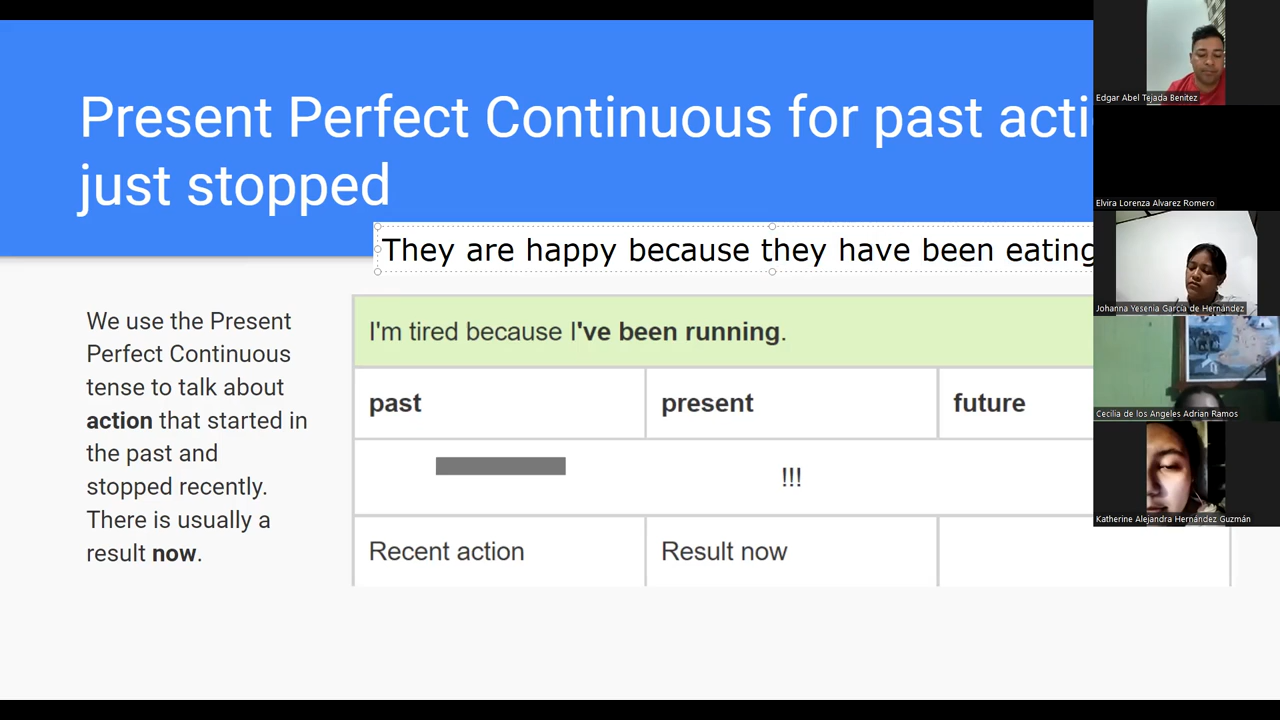 Present Perfect Continuous for past acti
just stopped
They are happy because they have been eating
We use the Present
Perfect Continuous
tense to talk about
action that started in
the past and
stopped recently.
There is usually a
result now.
I'm tired because I've been running.
past present future
!!!
Recent action Result now
Edgar Abel Tejada Benitez
Elvira Lorenza Alvarez Romero
Johanna Yesenia García de Hernández
Cecilia de los Angeles Adrian Ramos
Katherine Alejandra Hernández Guzmán